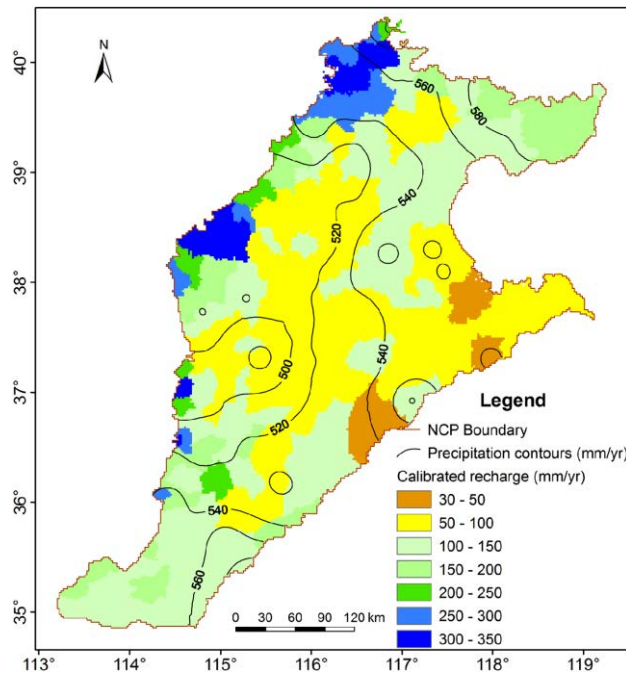 N
40°
39°
38°
37°
36°
35°
560
580
540
520
500
540
520
540
560
Legend
NCP Boundary
Precipitation contours (mm/yr)
Calibrated recharge (mm/yr)
30 - 50
50 - 100
100 - 150
150 - 200
200 - 250
250 - 300
300 - 350
0 30 60 90 120 km
113° 114° 115° 116° 117° 118° 119°